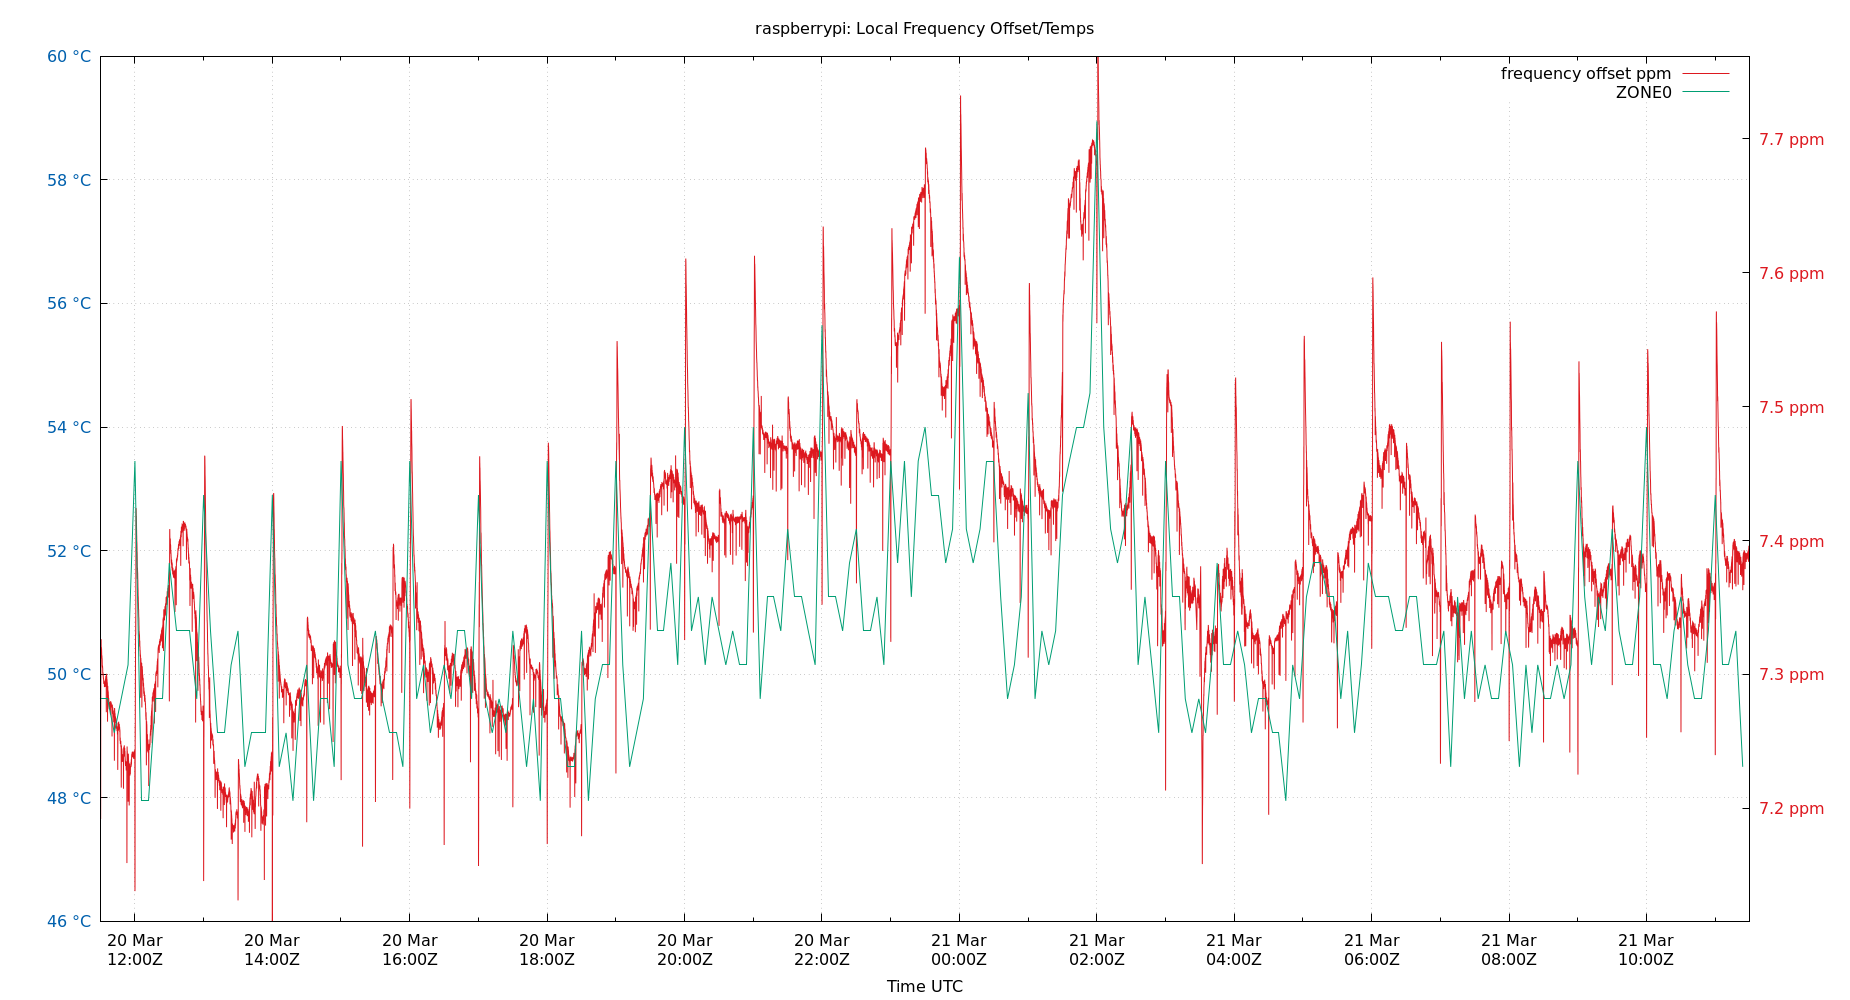 raspberrypi: Local Frequency Offset/Temps
60 °C
58 °C
56 °C
54 °C
52 °C
50 °C
48 °C
46 °C
frequency offset ppm
ZONE0
7.7 ppm
7.6 ppm
7.5 ppm
7.4 ppm
7.3 ppm
7.2 ppm
20 Mar
12:00Z
20 Mar
14:00Z
20 Mar
16:00Z
20 Mar
18:00Z
20 Mar
20:00Z
20 Mar
22:00Z
21 Mar
00:00Z
21 Mar
02:00Z
21 Mar
04:00Z
21 Mar
06:00Z
21 Mar
08:00Z
21 Mar
10:00Z
Time UTC